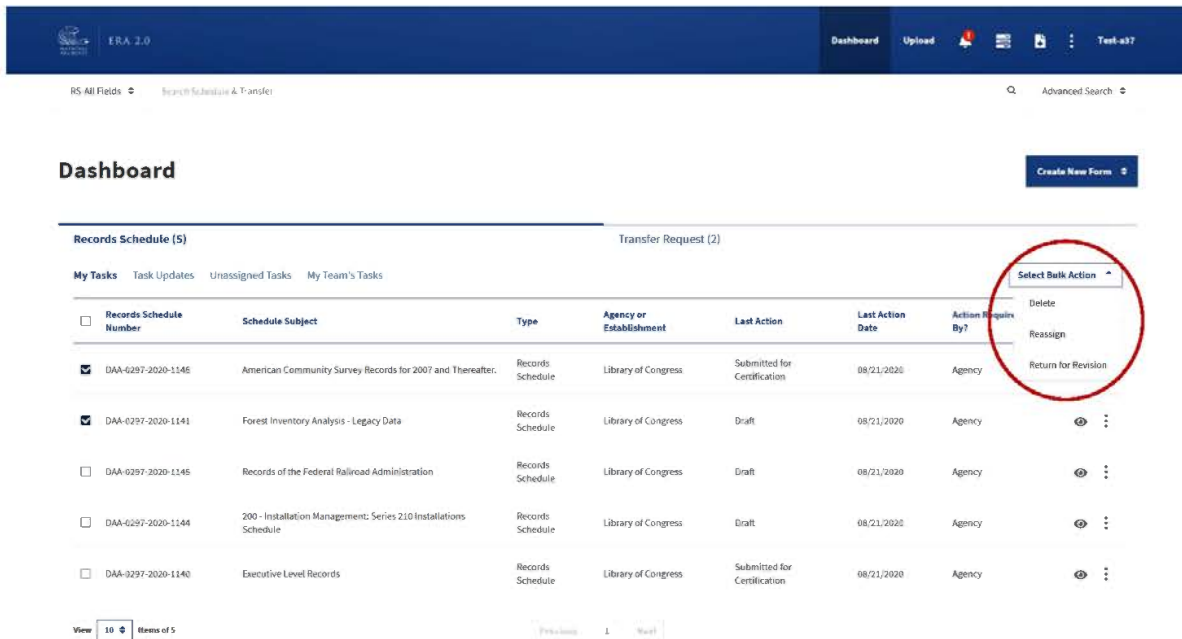 ERA 2.0
Dashboard Upload 1 Test-a37
RS-All Fields Search Schedule & Transfer Advanced Search
Dashboard
Create New Form
Records Schedule (5) Transfer Request (2)
My Tasks Task Updates Unassigned Tasks My Team's Tasks Select Bulk Action
Delete
Reassign
Return for Revision
Records Schedule Number Schedule Subject Type Agency or Establishment Last Action Last Action Date Action Require By?
American Community Survey Records for 2007 and Thereafter. Records Schedule Library of Congress Submitted for Certification 08/21/2020 Agency
DAA-0297-2020-1141 Forest Inventory Analysis - Legacy Data Records Schedule Library of Congress Draft 08/21/2020 Agency
Records of the Federal Railroad Administration Records Schedule Library of Congress Draft 08/21/2020 Agency
DAA-0297-2020-1144 200 - Installation Management: Series 210 Installations Schedule Records Schedule Library of Congress Draft 08/21/2020 Agency
DAA-0297-2020-1140 Executive Level Records Records Schedule Library of Congress Submitted for Certification 08/21/2020 Agency
View 10 Items of 5 Previous 1 Next